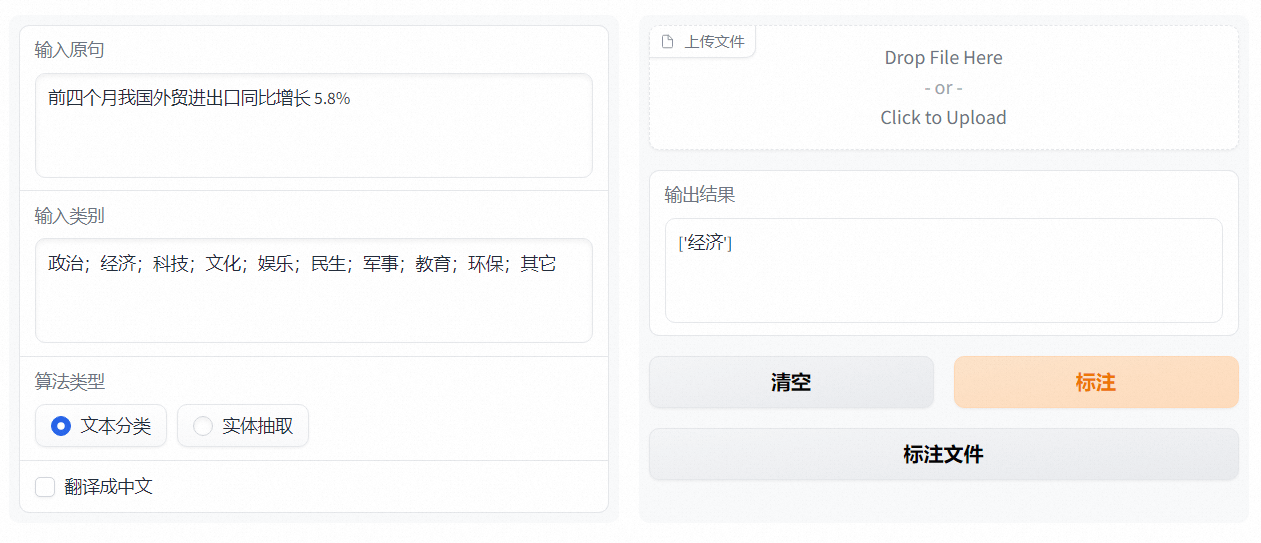 输入原句
前四个月我国外贸进出口同比增长 5.8%
输入类别
政治；经济；科技；文化；娱乐；民生；军事；教育；环保；其它
算法类型
文本分类
实体抽取
翻译成中文
上传文件
Drop File Here
- or -
Click to Upload
输出结果
['经济']
清空
标注
标注文件